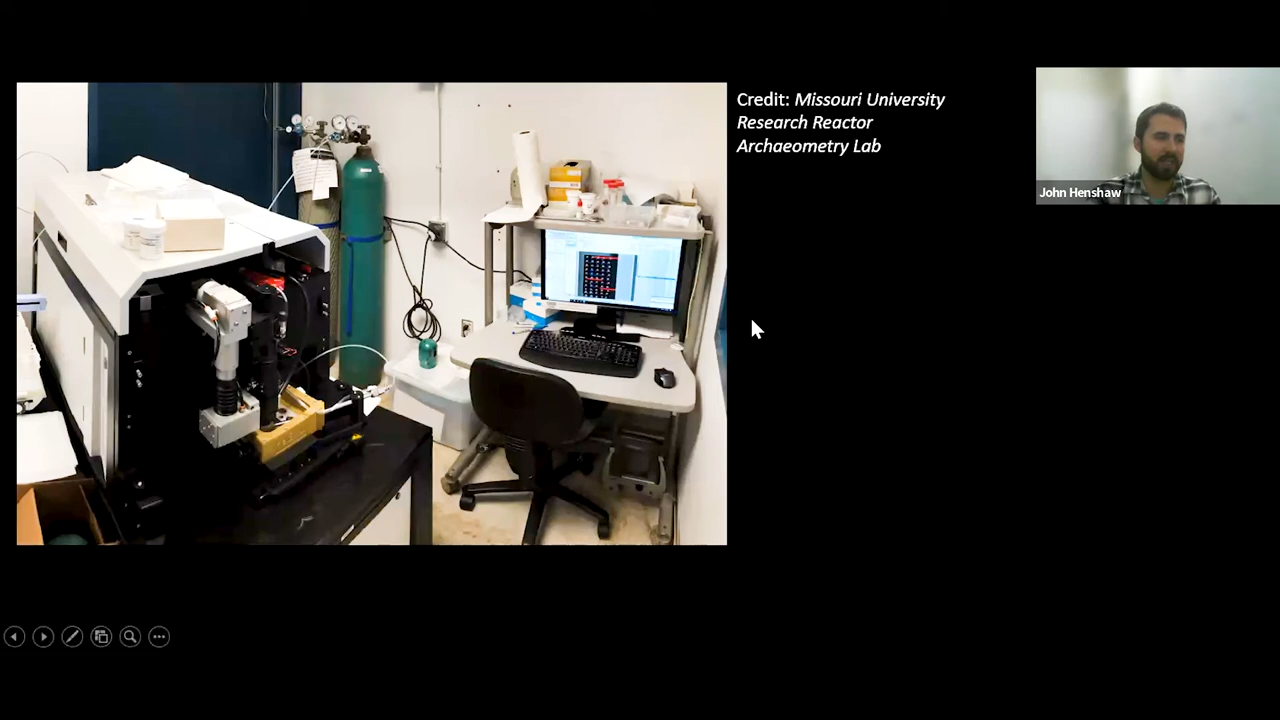 Credit: Missouri University
Research Reactor
Archaeometry Lab
John Henshaw